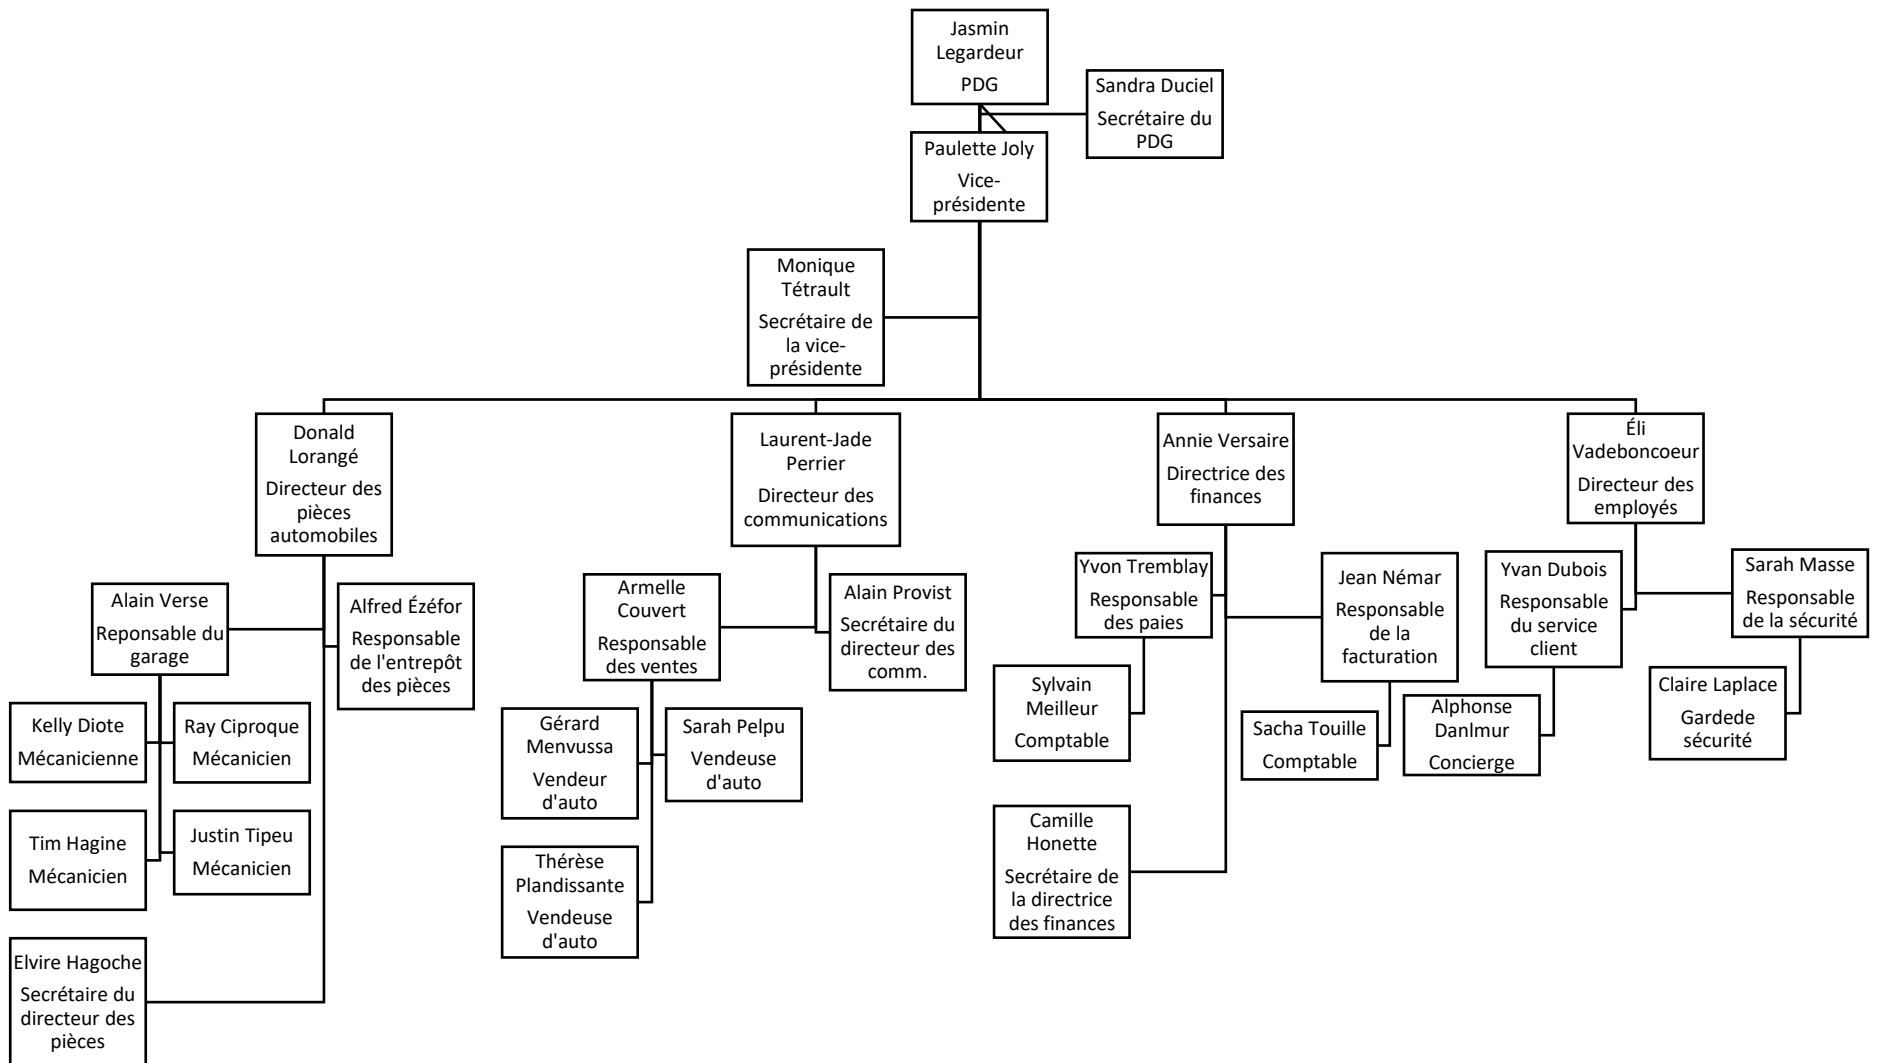 Jasmin
Legardeur
PDG
Sandra Duciel
Secrétaire du
PDG
Paulette Joly
Vice-
présidente
Monique
Tétrault
Secrétaire de
la vice-
présidente
Donald
Lorangé
Directeur des
pièces
automobiles
Laurent-Jade
Perrier
Directeur des
communications
Annie Versaire
Directrice des
finances
Éli
Vadeboncoeur
Directeur des
employés
Alain Verse
Reponsable du
garage
Alfred Ézéfor
Responsable
de l'entrepôt
des pièces
Armelle
Couvert
Responsable
des ventes
Alain Provist
Secrétaire du
directeur des
comm.
Yvon Tremblay
Responsable
des paies
Jean Némar
Responsable
de la
facturation
Yvan Dubois
Responsable
du service
client
Sarah Masse
Responsable
de la sécurité
Kelly Diote
Mécanicienne
Ray Ciproque
Mécanicien
Gérard
Menvussa
Vendeur
d'auto
Sarah Pelpu
Vendeuse
d'auto
Sylvain
Meilleur
Comptable
Sacha Touille
Comptable
Alphonse
Danlmur
Concierge
Claire Laplace
Gardede
sécurité
Tim Hagine
Mécanicien
Justin Tipeu
Mécanicien
Thérèse
Plandissante
Vendeuse
d'auto
Camille
Honette
Secrétaire de
la directrice
des finances
Elvire Hagoche
Secrétaire du
directeur des
pièces